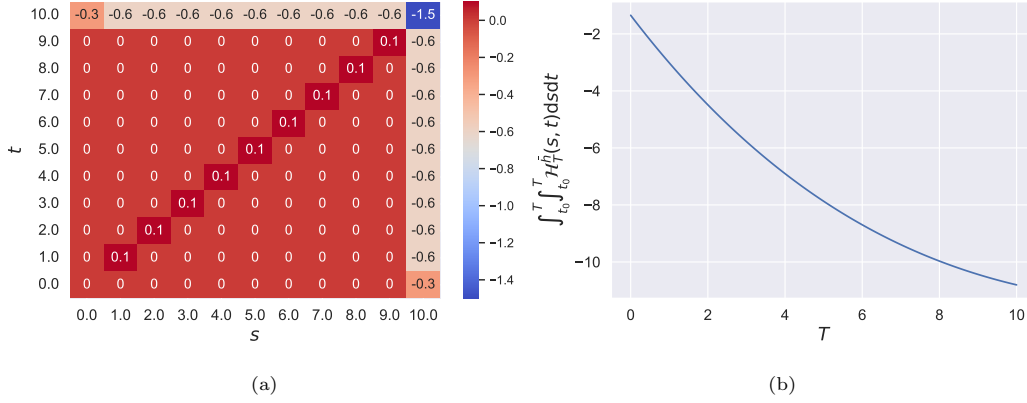 10.0 -0.3 -0.6 -0.6 -0.6 -0.6 -0.6 -0.6 -0.6 -0.6 -0.6 -1.5
9.0 0 0 0 0 0 0 0 0 0 0.1 -0.6
8.0 0 0 0 0 0 0 0 0 0.1 0 -0.6
7.0 0 0 0 0 0 0 0 0.1 0 0 -0.6
6.0 0 0 0 0 0 0 0.1 0 0 0 -0.6
5.0 0 0 0 0 0 0.1 0 0 0 0 -0.6
4.0 0 0 0 0 0.1 0 0 0 0 0 -0.6
3.0 0 0 0 0.1 0 0 0 0 0 0 -0.6
2.0 0 0 0.1 0 0 0 0 0 0 0 -0.6
1.0 0 0.1 0 0 0 0 0 0 0 0 -0.6
0.0 0 0 0 0 0 0 0 0 0 0 -0.3
0.0 1.0 2.0 3.0 4.0 5.0 6.0 7.0 8.0 9.0 10.0
t
s
0.0
−0.2
−0.4
−0.6
−0.8
−1.0
−1.2
−1.4
(a)
∫_{t₀}^{T} ∫_{t₀}^{T} ℋ_T^{h̄}(s, t)dsdt
−2
−4
−6
−8
−10
0 2 4 6 8 10
T
(b)